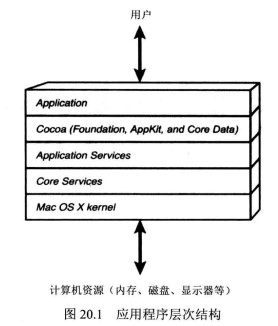 用户
Application
Cocoa (Foundation, AppKit, and Core Data)
Application Services
Core Services
Mac OS X kernel
计算机资源（内存、磁盘、显示器等）
图 20.1 应用程序层次结构